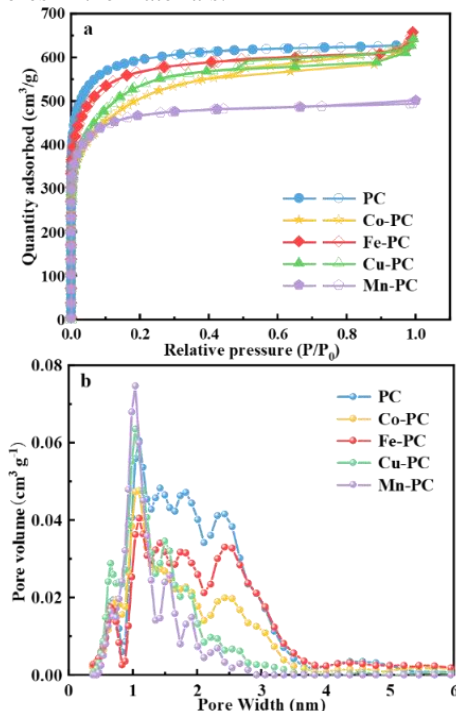 a
700
600
500
400
300
200
100
0
Quantity adsorbed (cm³/g)
PC
Co-PC
Fe-PC
Cu-PC
Mn-PC
0.0 0.2 0.4 0.6 0.8 1.0
Relative pressure (P/P₀)
b
0.08
0.06
0.04
0.02
0.00
Pore volume (cm³ g⁻¹)
PC
Co-PC
Fe-PC
Cu-PC
Mn-PC
0 1 2 3 4 5 6
Pore Width (nm)